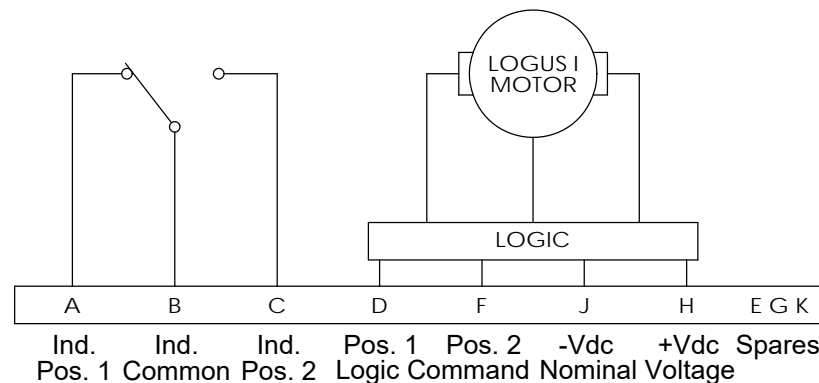 LOGUS I
MOTOR
LOGIC
A B C D F J H E G K
Ind. Ind. Ind. Pos. 1 Pos. 2 -Vdc +Vdc Spares
Pos. 1 Common Pos. 2 Logic Command Nominal Voltage